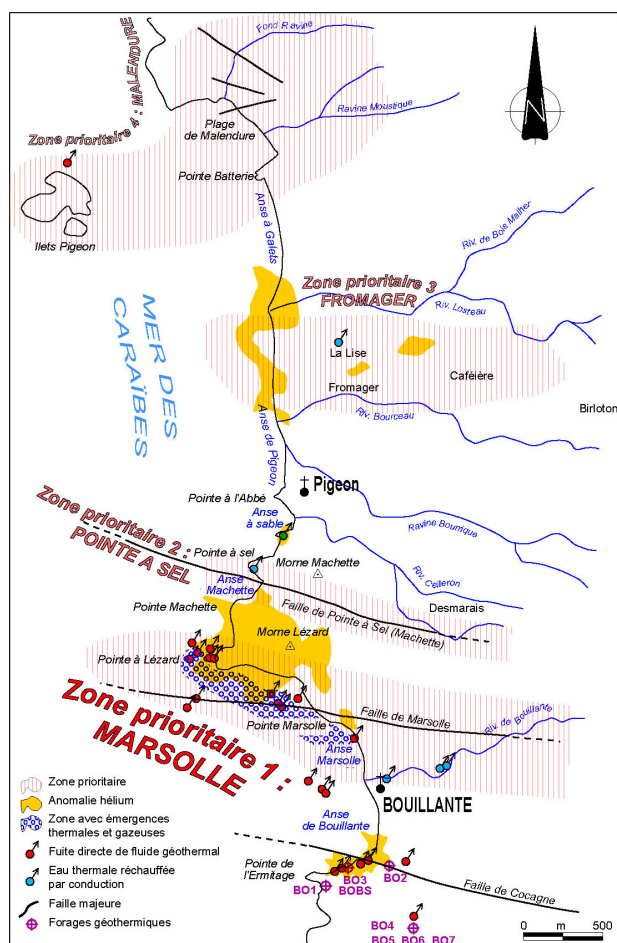 Fond Ravine
Ravine Moustique
Zone prioritaire 4 : MALENDURE
Plage
de Malendure
Pointe Batterie
Ilets Pigeon
Anse à Galets
Riv. de Bois Malher
Zone prioritaire 3
FROMAGER
Riv. Losteau
MER DES
CARAÏBES
La Lise
Caféière
Fromager
Birloton
Riv. Bourceau
Anse de Pigeon
Pigeon
Pointe à l'Abbé
Anse
à sable
Ravine Bourrique
Zone prioritaire 2 :
POINTE A SEL
Pointe à sel
Morne Machette
Riv. Celleron
Anse
Machette
Desmarais
Pointe Machette
Faille de Pointe à Sel (Machette)
Morne Lézard
Pointe à Lézard
Zone prioritaire 1 :
MARSOLLE
Faille de Marsolle
Riv. de Bouillante
Pointe Marsolle
Anse
Marsolle
BOUILLANTE
Anse
de Bouillante
Pointe de
l'Ermitage
BO3
BO2
BO1
BOBS
Faille de Cocagne
BO4
BO5 BO6 BO7
Zone prioritaire
Anomalie hélium
Zone avec émergences
thermales et gazeuses
Fuite directe de fluide géothermal
Eau thermale réchauffée
par conduction
Faille majeure
Forages géothermiques
0 m 500
N